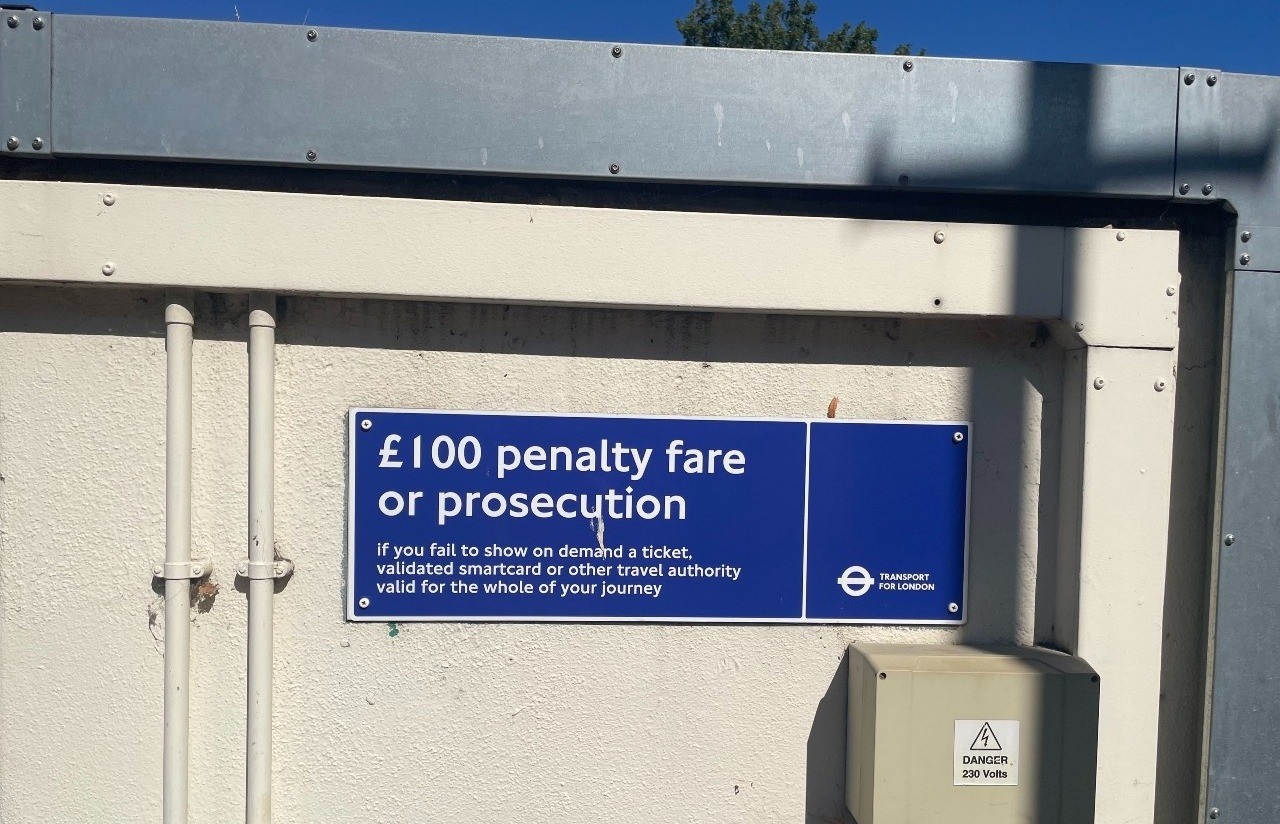 £100 penalty fare
or prosecution
if you fail to show on demand a ticket,
validated smartcard or other travel authority
valid for the whole of your journey
TRANSPORT
FOR LONDON
DANGER
230 Volts